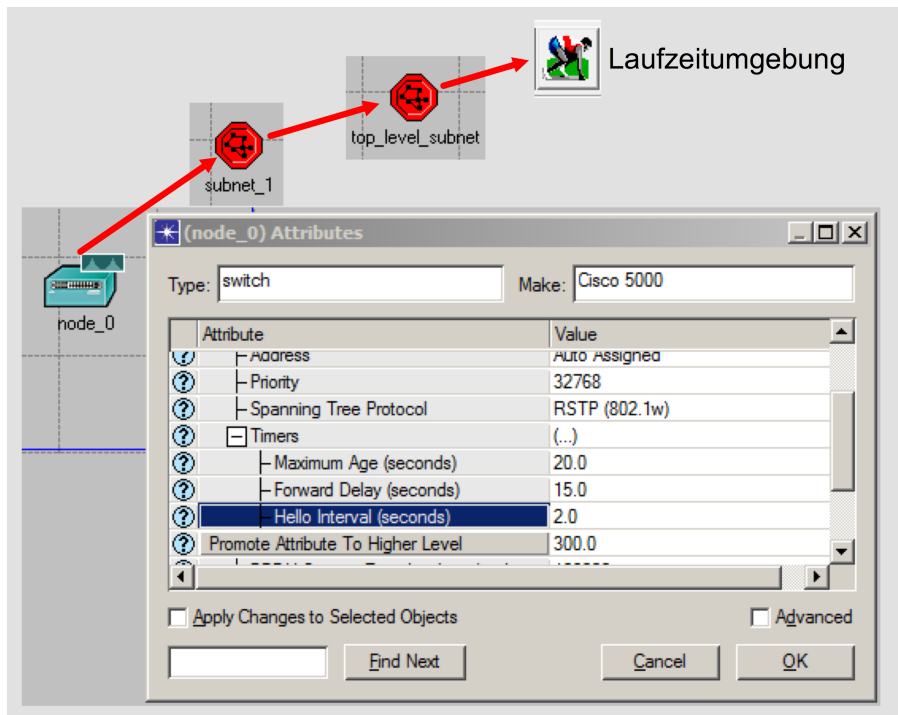 Laufzeitumgebung
top_level_subnet
subnet_1
node_0
(node_0) Attributes
Type: switch Make: Cisco 5000
Attribute Value
Address Auto Assigned
Priority 32768
Spanning Tree Protocol RSTP (802.1w)
Timers (...)
Maximum Age (seconds) 20.0
Forward Delay (seconds) 15.0
Hello Interval (seconds) 2.0
Promote Attribute To Higher Level 300.0
Apply Changes to Selected Objects Advanced
Find Next Cancel OK